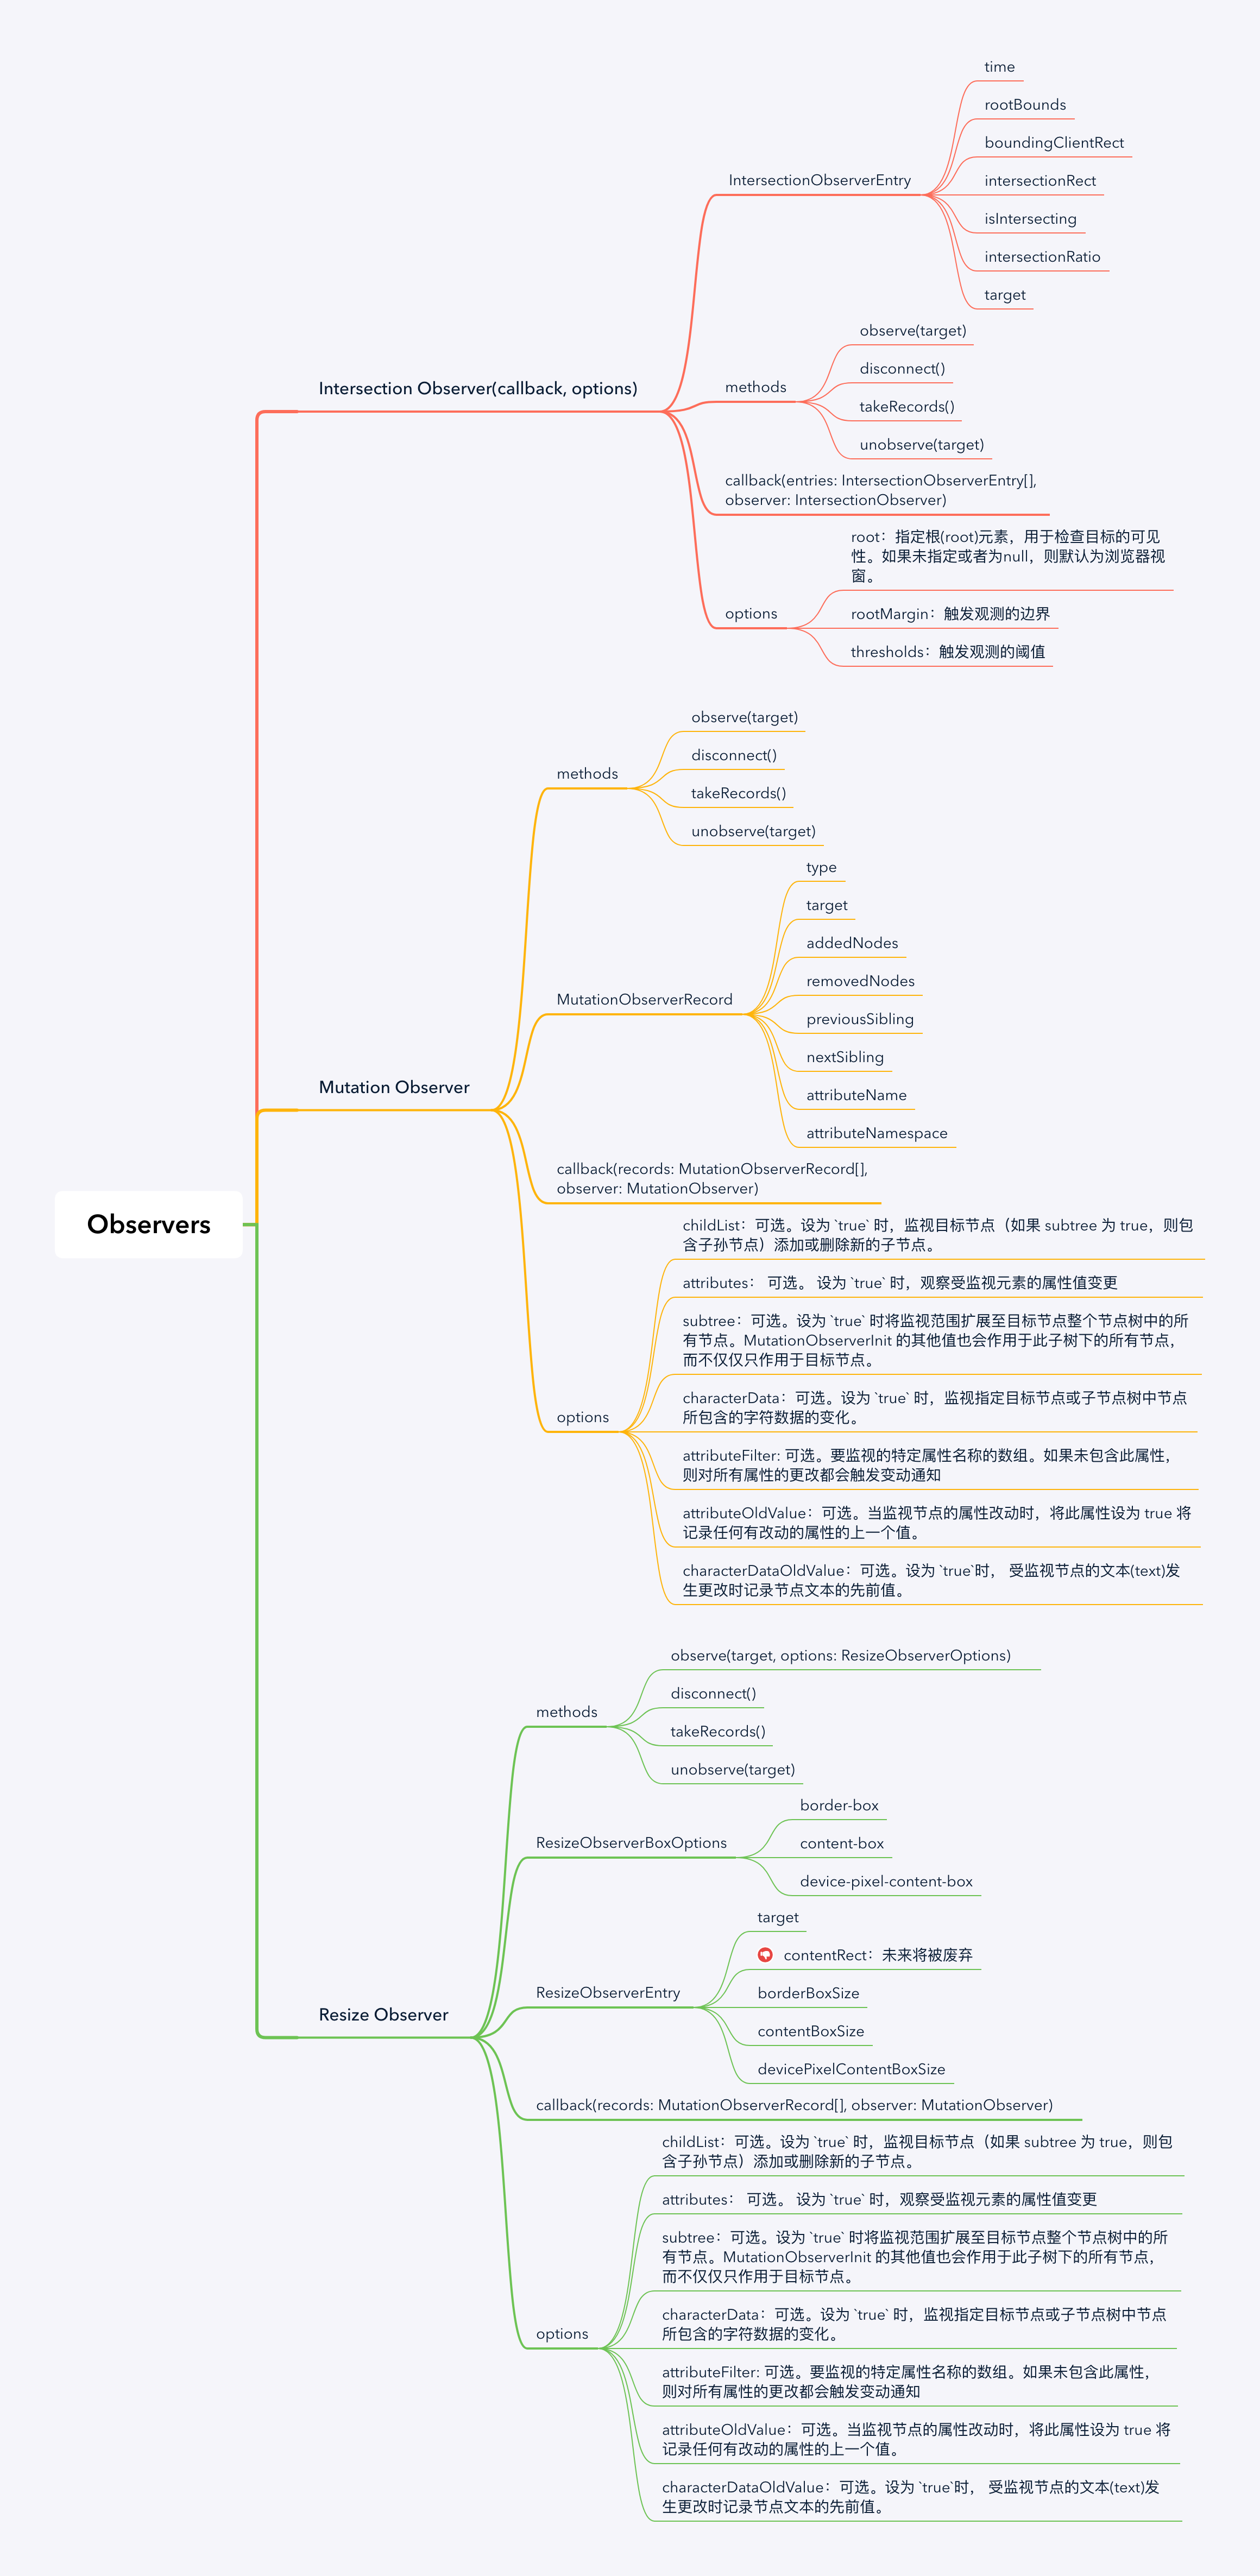 Observers
Intersection Observer(callback, options)
IntersectionObserverEntry
time
rootBounds
boundingClientRect
intersectionRect
isIntersecting
intersectionRatio
target
methods
observe(target)
disconnect()
takeRecords()
unobserve(target)
callback(entries: IntersectionObserverEntry[],
observer: IntersectionObserver)
options
root：指定根(root)元素，用于检查目标的可见
性。如果未指定或者为null，则默认为浏览器视
窗。
rootMargin：触发观测的边界
thresholds：触发观测的阈值
Mutation Observer
methods
observe(target)
disconnect()
takeRecords()
unobserve(target)
MutationObserverRecord
type
target
addedNodes
removedNodes
previousSibling
nextSibling
attributeName
attributeNamespace
callback(records: MutationObserverRecord[],
observer: MutationObserver)
options
childList：可选。设为 `true` 时，监视目标节点（如果 subtree 为 true，则包
含子孙节点）添加或删除新的子节点。
attributes： 可选。 设为 `true` 时，观察受监视元素的属性值变更
subtree：可选。设为 `true` 时将监视范围扩展至目标节点整个节点树中的所
有节点。MutationObserverInit 的其他值也会作用于此子树下的所有节点，
而不仅仅只作用于目标节点。
characterData：可选。设为 `true` 时，监视指定目标节点或子节点树中节点
所包含的字符数据的变化。
attributeFilter: 可选。要监视的特定属性名称的数组。如果未包含此属性，
则对所有属性的更改都会触发变动通知
attributeOldValue：可选。当监视节点的属性改动时，将此属性设为 true 将
记录任何有改动的属性的上一个值。
characterDataOldValue：可选。设为 `true`时， 受监视节点的文本(text)发
生更改时记录节点文本的先前值。
Resize Observer
methods
observe(target, options: ResizeObserverOptions)
disconnect()
takeRecords()
unobserve(target)
ResizeObserverBoxOptions
border-box
content-box
device-pixel-content-box
ResizeObserverEntry
target
contentRect：未来将被废弃
borderBoxSize
contentBoxSize
devicePixelContentBoxSize
callback(records: MutationObserverRecord[], observer: MutationObserver)
options
childList：可选。设为 `true` 时，监视目标节点（如果 subtree 为 true，则包
含子孙节点）添加或删除新的子节点。
attributes： 可选。 设为 `true` 时，观察受监视元素的属性值变更
subtree：可选。设为 `true` 时将监视范围扩展至目标节点整个节点树中的所
有节点。MutationObserverInit 的其他值也会作用于此子树下的所有节点，
而不仅仅只作用于目标节点。
characterData：可选。设为 `true` 时，监视指定目标节点或子节点树中节点
所包含的字符数据的变化。
attributeFilter: 可选。要监视的特定属性名称的数组。如果未包含此属性，
则对所有属性的更改都会触发变动通知
attributeOldValue：可选。当监视节点的属性改动时，将此属性设为 true 将
记录任何有改动的属性的上一个值。
characterDataOldValue：可选。设为 `true`时， 受监视节点的文本(text)发
生更改时记录节点文本的先前值。